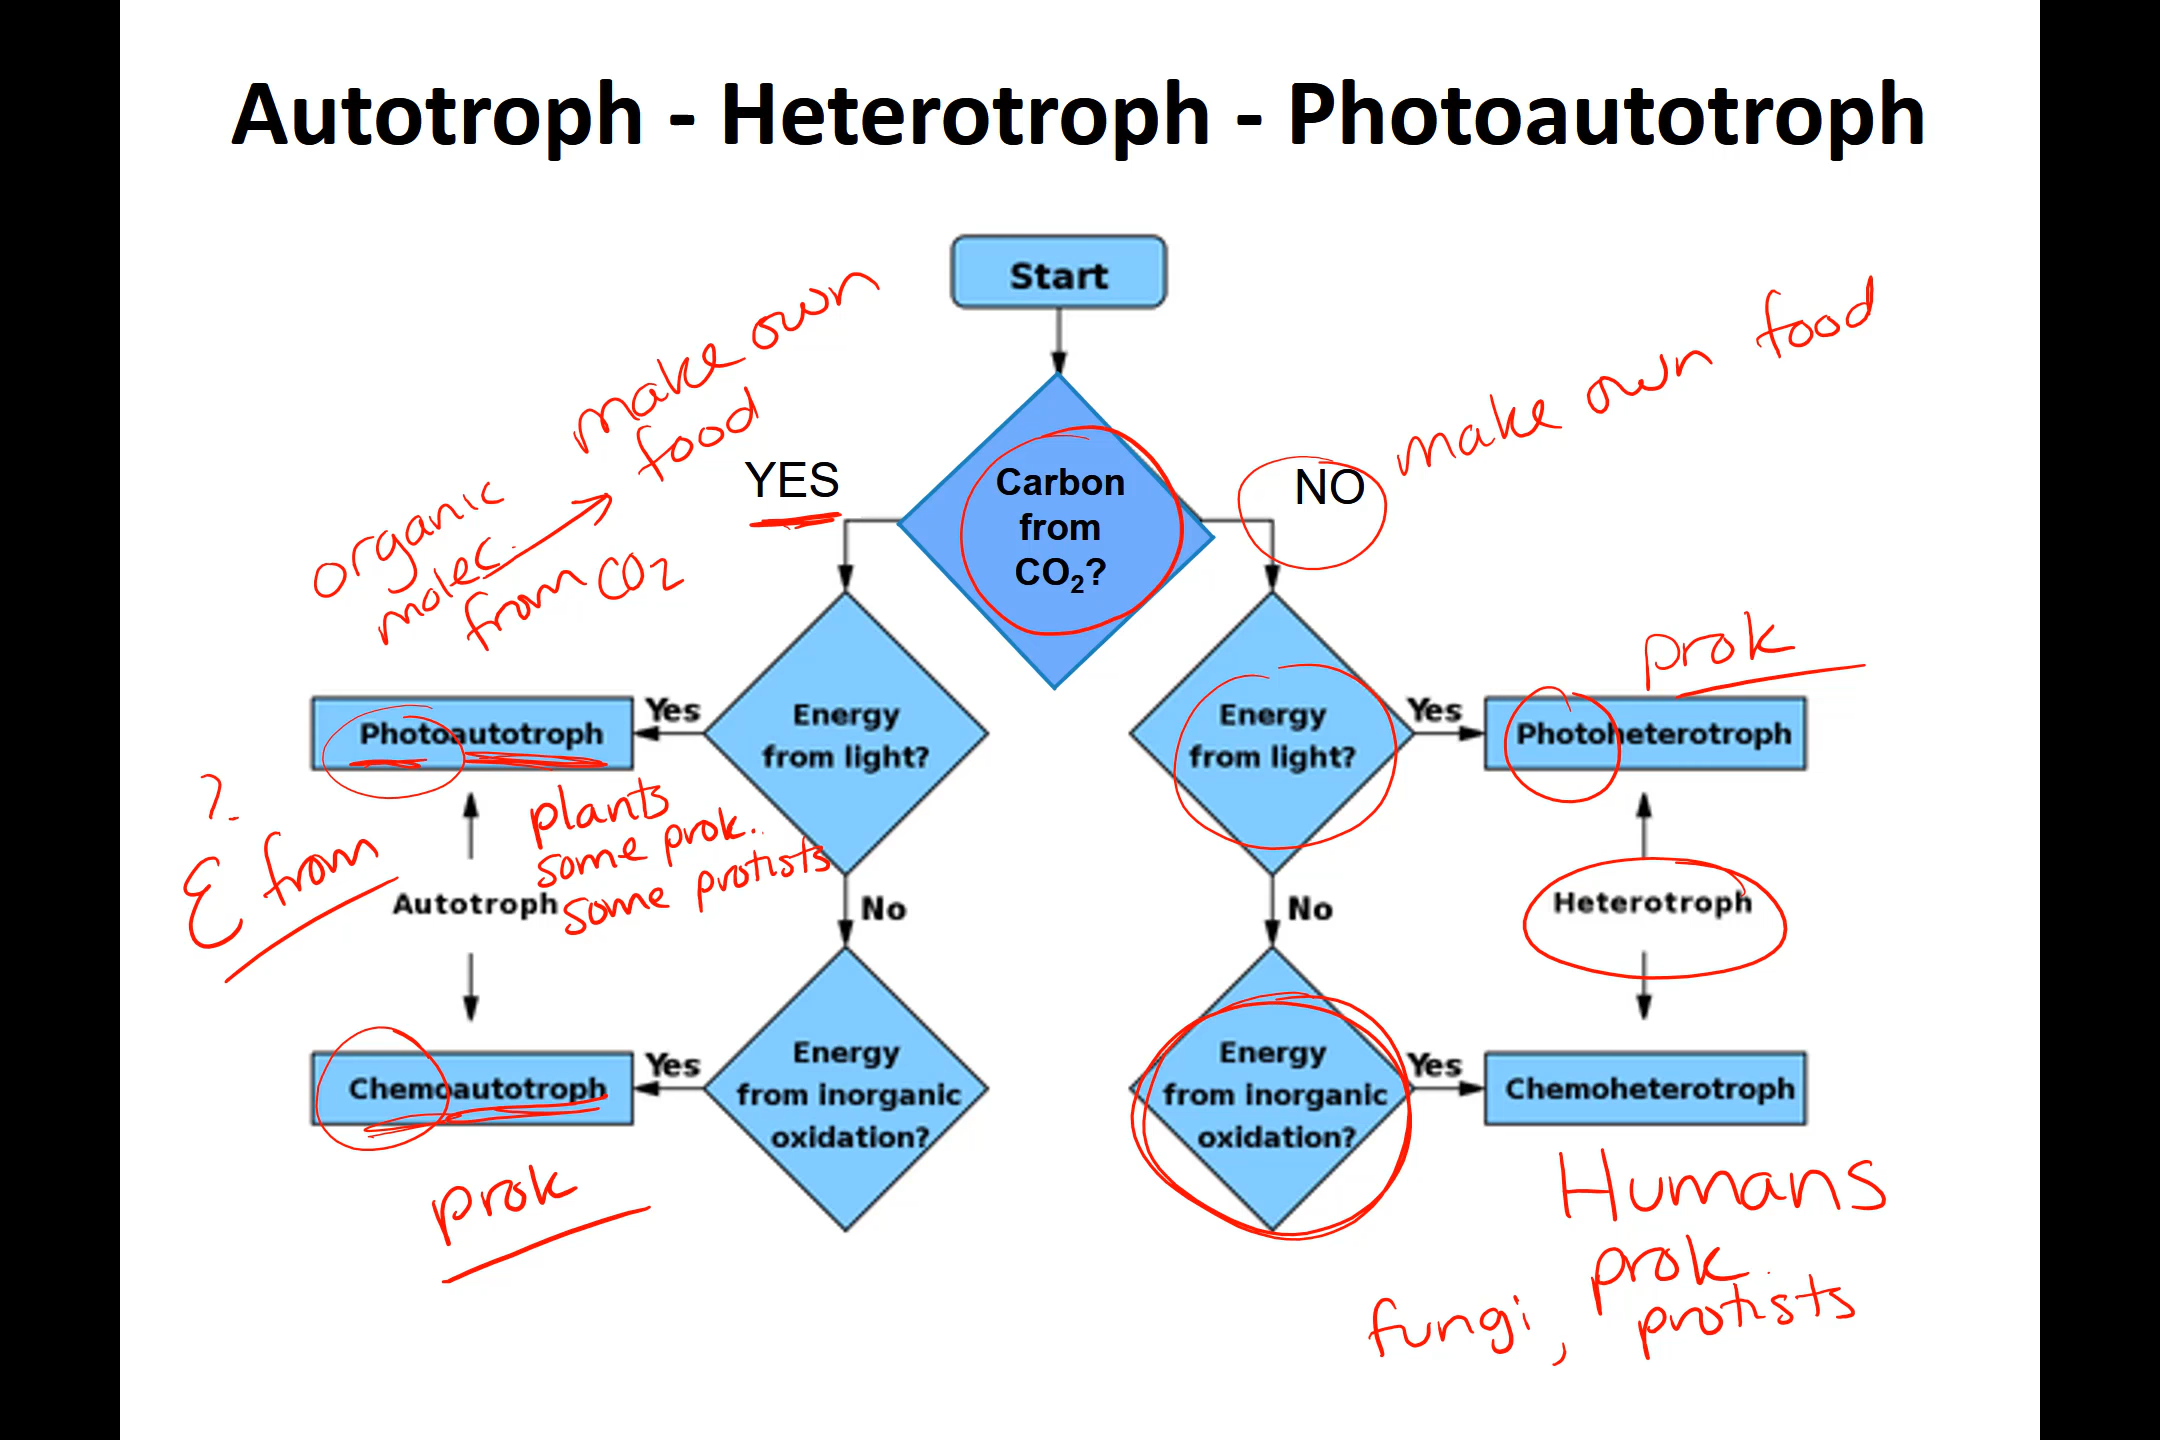 Autotroph - Heterotroph - Photoautotroph
Start
make own
food
organic
molec.
from CO2
YES
Carbon
from
CO₂?
NO
make own food
Energy
from light?
Yes
Photoautotroph
plants
some prok.
some protists
?
E from
Autotroph
No
Energy
from inorganic
oxidation?
Yes
Chemoautotroph
prok
Energy
from light?
Yes
prok
Photoheterotroph
Heterotroph
No
Energy
from inorganic
oxidation?
Yes
Chemoheterotroph
Humans
prok
fungi, protists